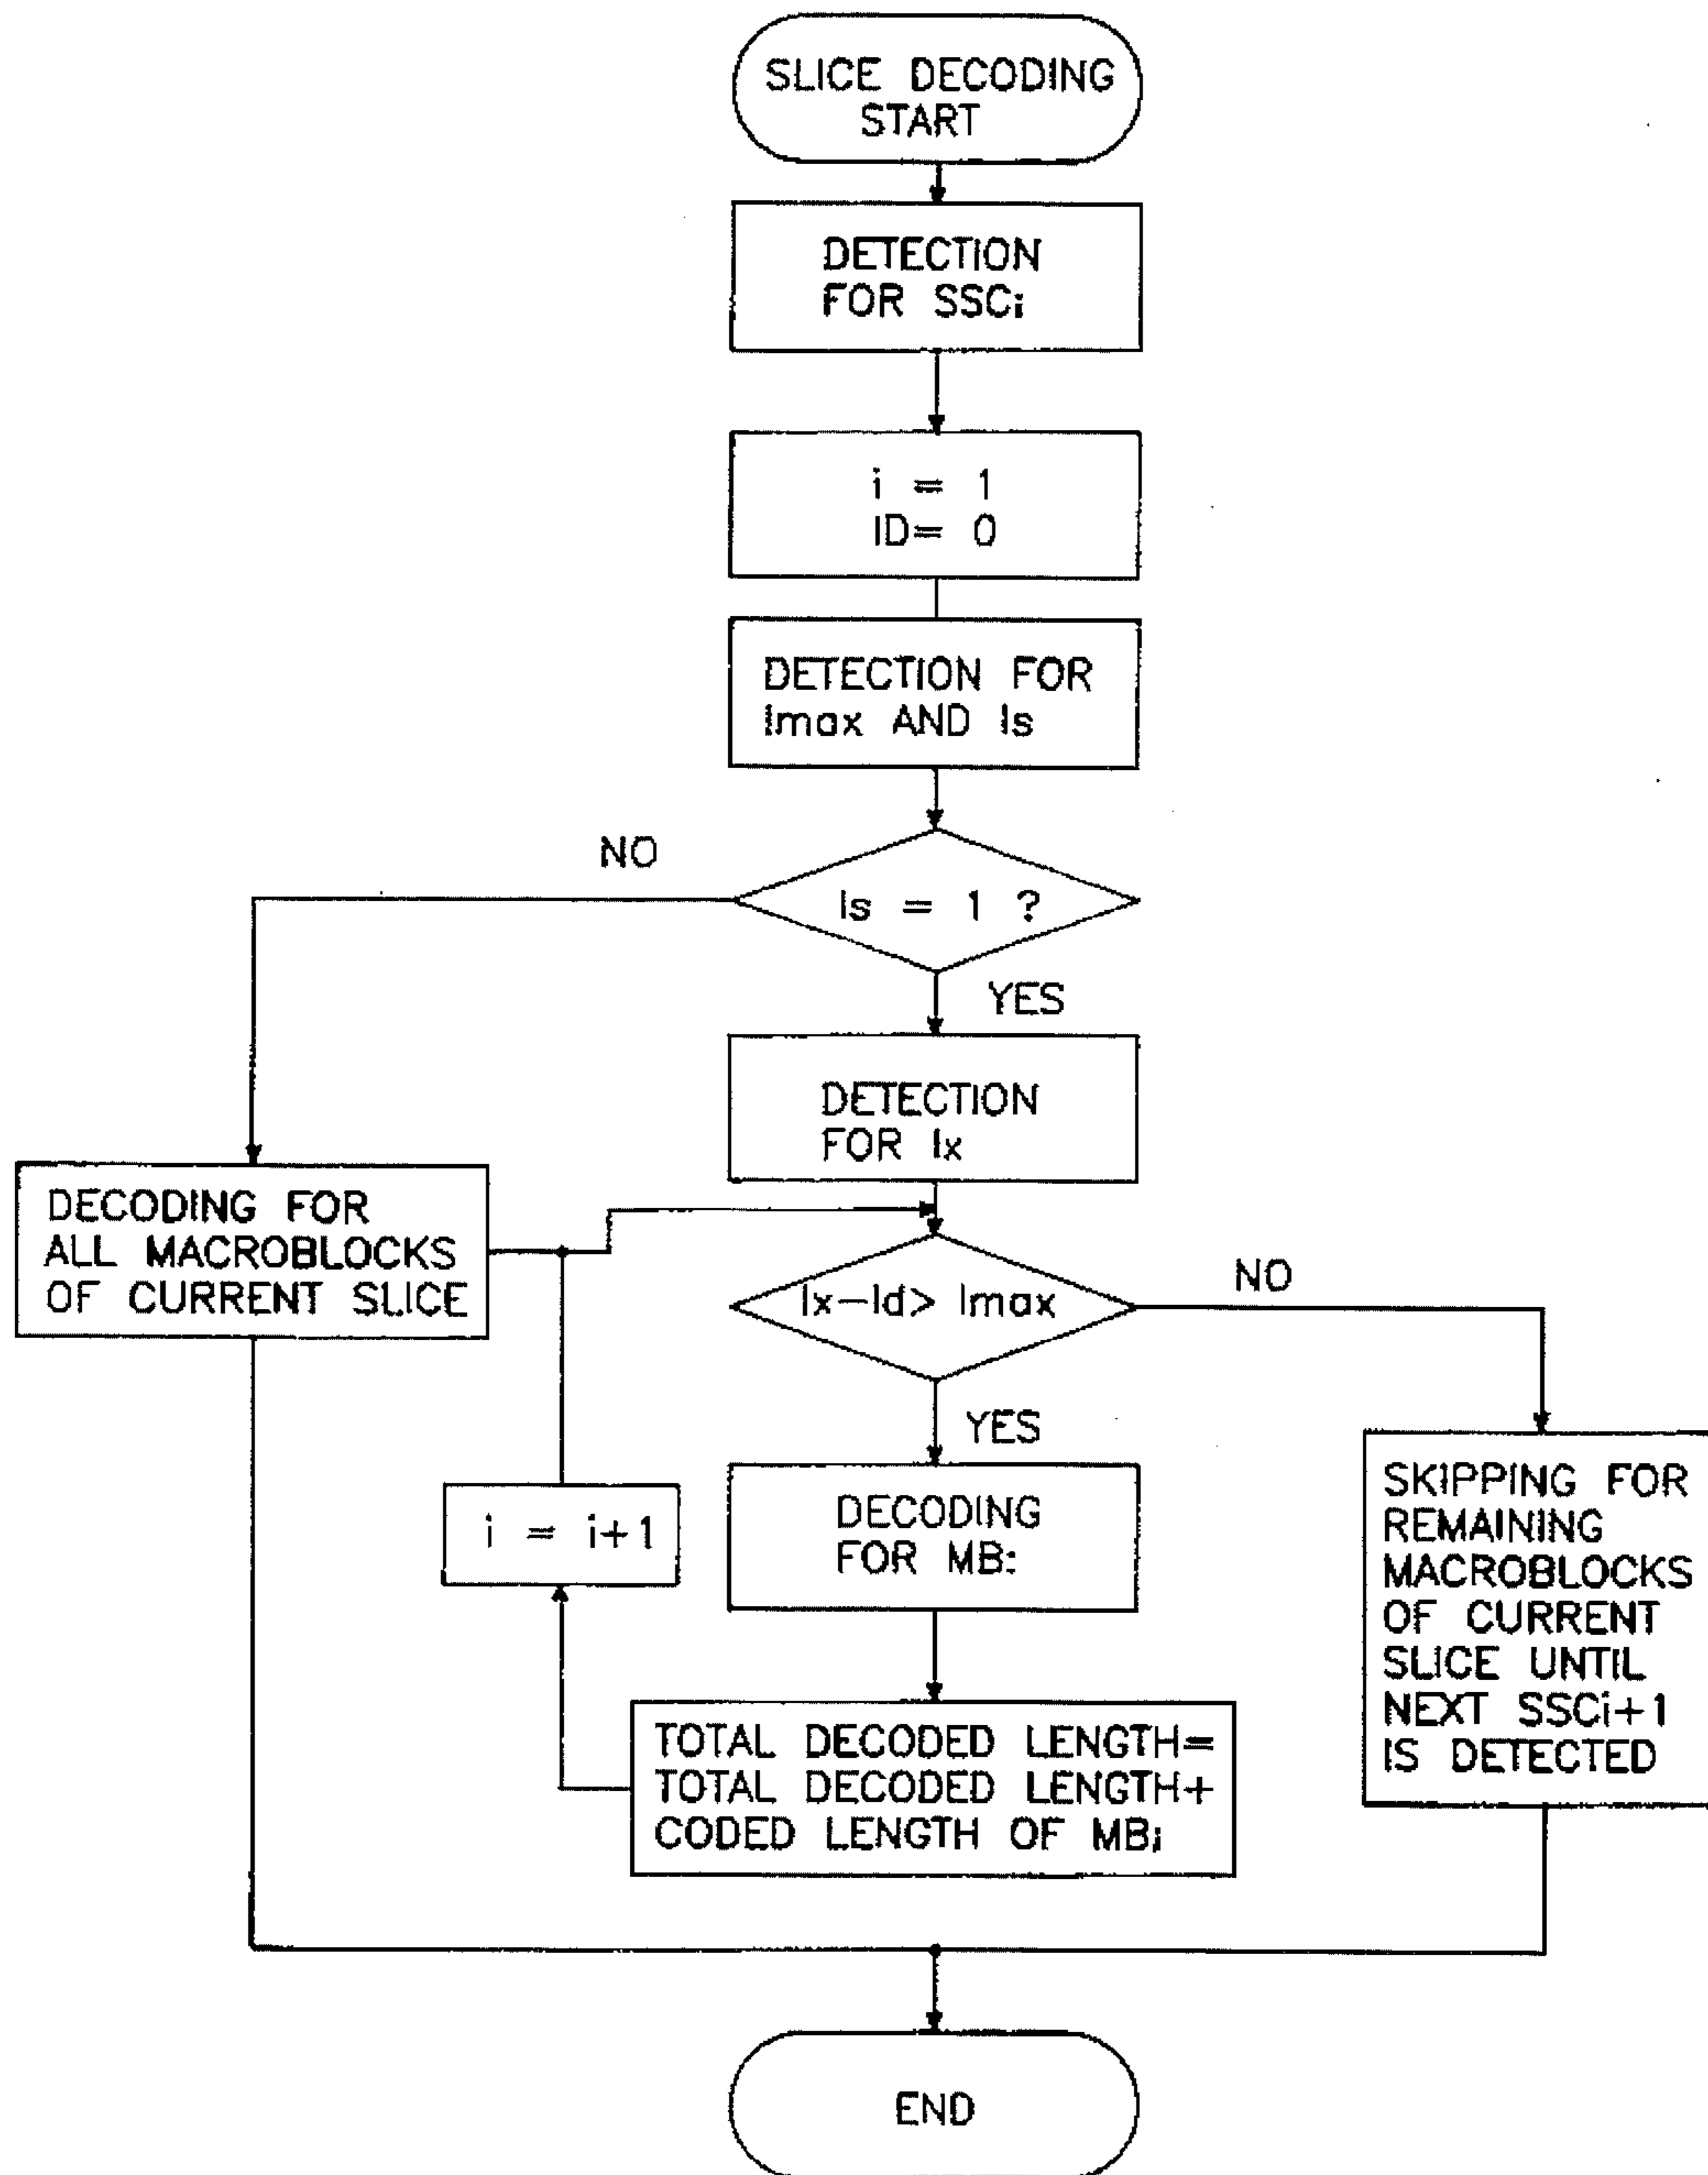 SLICE DECODING
START
DETECTION
FOR SSCi
i = 1
ID= 0
DETECTION FOR
lmax AND ls
NO
ls = 1 ?
YES
DETECTION
FOR lx
DECODING FOR
ALL MACROBLOCKS
OF CURRENT SLICE
lx-ld> lmax
NO
YES
i = i+1
DECODING
FOR MB:
SKIPPING FOR
REMAINING
MACROBLOCKS
OF CURRENT
SLICE UNTIL
NEXT SSCi+1
IS DETECTED
TOTAL DECODED LENGTH=
TOTAL DECODED LENGTH+
CODED LENGTH OF MBi
END